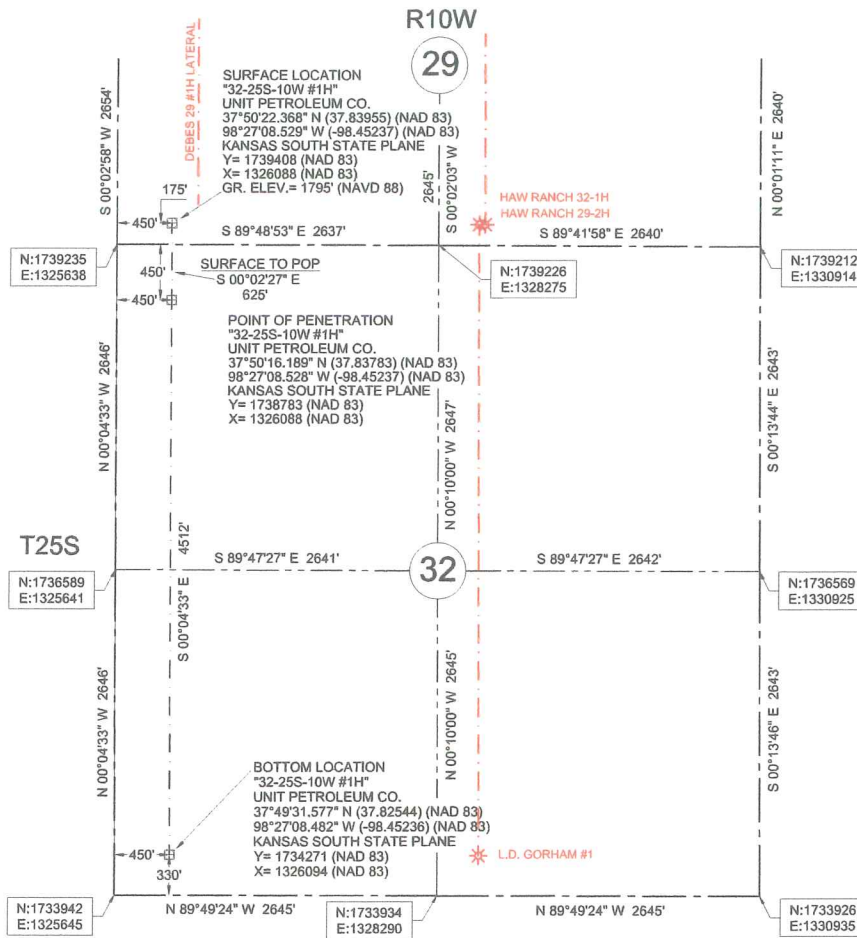 R10W
29
DEBES 29 #1H LATERAL
S 00°02'58" W 2654'
175'
450'
SURFACE LOCATION
"32-25S-10W #1H"
UNIT PETROLEUM CO.
37°50'22.368" N (37.83955) (NAD 83)
98°27'08.529" W (-98.45237) (NAD 83)
KANSAS SOUTH STATE PLANE
Y= 1739408 (NAD 83)
X= 1326088 (NAD 83)
GR. ELEV.= 1795' (NAVD 88)
2645'
S 00°02'03" W
N 00°01'11" E 2640'
HAW RANCH 32-1H
HAW RANCH 29-2H
S 89°48'53" E 2637'
S 89°41'58" E 2640'
N:1739235
E:1325638
N:1739226
E:1328275
N:1739212
E:1330914
450'
450'
SURFACE TO POP
S 00°02'27" E
625'
POINT OF PENETRATION
"32-25S-10W #1H"
UNIT PETROLEUM CO.
37°50'16.189" N (37.83783) (NAD 83)
98°27'08.528" W (-98.45237) (NAD 83)
KANSAS SOUTH STATE PLANE
Y= 1738783 (NAD 83)
X= 1326088 (NAD 83)
N 00°04'33" W 2646'
N 00°10'00" W 2647'
S 00°13'44" E 2643'
T25S
4512'
S 00°04'33" E
S 89°47'27" E 2641'
S 89°47'27" E 2642'
32
N:1736589
E:1325641
N:1736569
E:1330925
N 00°04'33" W 2646'
N 00°10'00" W 2645'
S 00°13'46" E 2643'
BOTTOM LOCATION
"32-25S-10W #1H"
UNIT PETROLEUM CO.
37°49'31.577" N (37.82544) (NAD 83)
98°27'08.482" W (-98.45236) (NAD 83)
KANSAS SOUTH STATE PLANE
Y= 1734271 (NAD 83)
X= 1326094 (NAD 83)
450'
330'
L.D. GORHAM #1
N 89°49'24" W 2645'
N 89°49'24" W 2645'
N:1733942
E:1325645
N:1733934
E:1328290
N:1733926
E:1330935